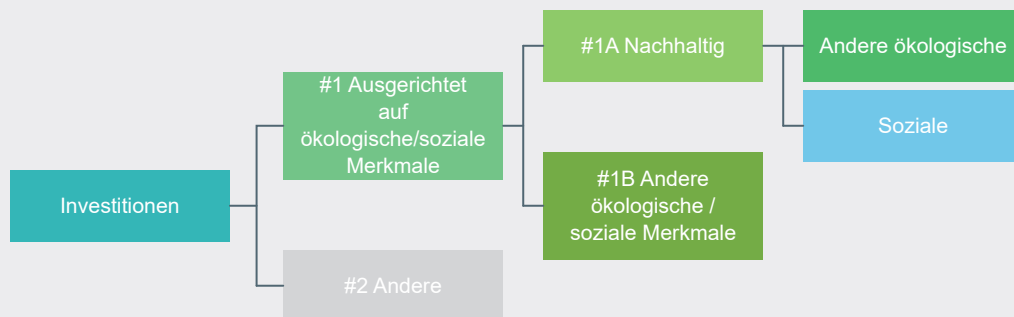 Investitionen
#1 Ausgerichtet
auf
ökologische/soziale
Merkmale
#2 Andere
#1A Nachhaltig
#1B Andere
ökologische /
soziale Merkmale
Andere ökologische
Soziale